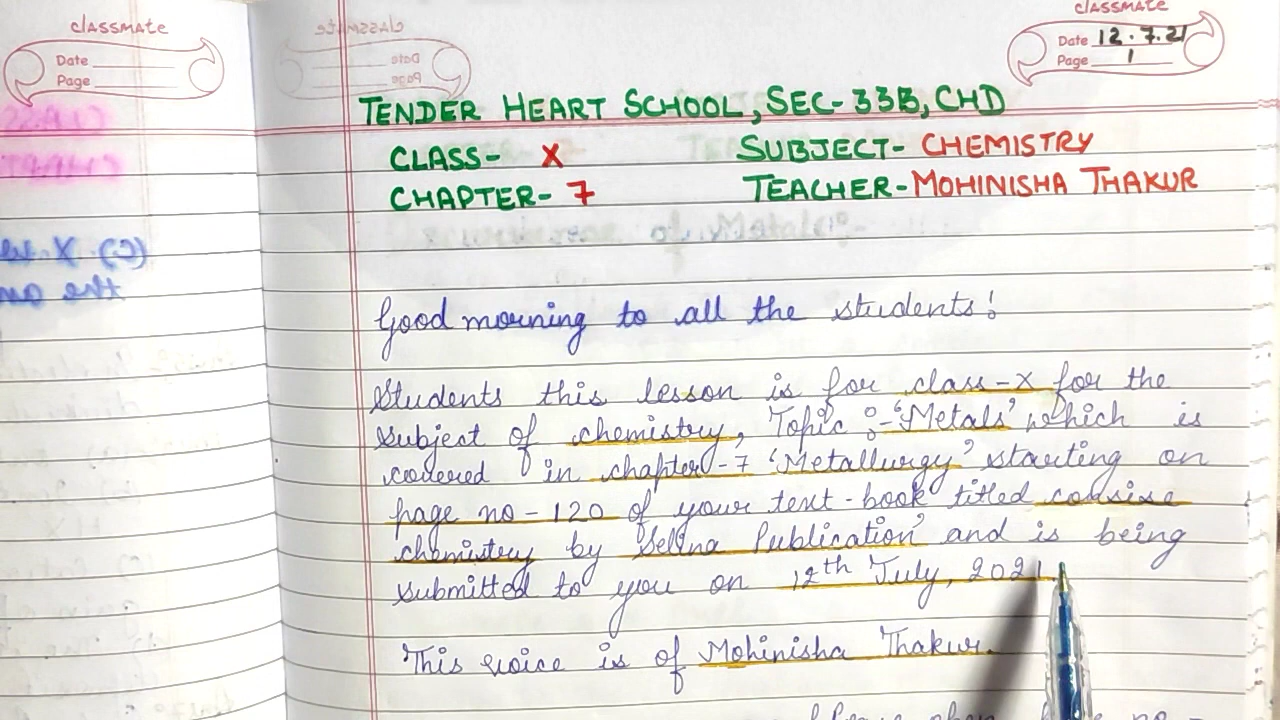 classmate
Date
Page
classmate
Date 12.7.21
Page 1
TENDER HEART SCHOOL, SEC-33B, CHD
CLASS- X SUBJECT- CHEMISTRY
CHAPTER- 7 TEACHER- MOHINISHA THAKUR
Good morning to all the students!
Students this lesson is for class-X for the
subject of chemistry, Topic :- 'Metals' which is
covered in chapter-7 'Metallurgy' starting on
page no-120 of your text-book titled concise
chemistry by Selina Publication' and is being
submitted to you on 12th July, 2021
This voice is of Mohinisha Thakur.